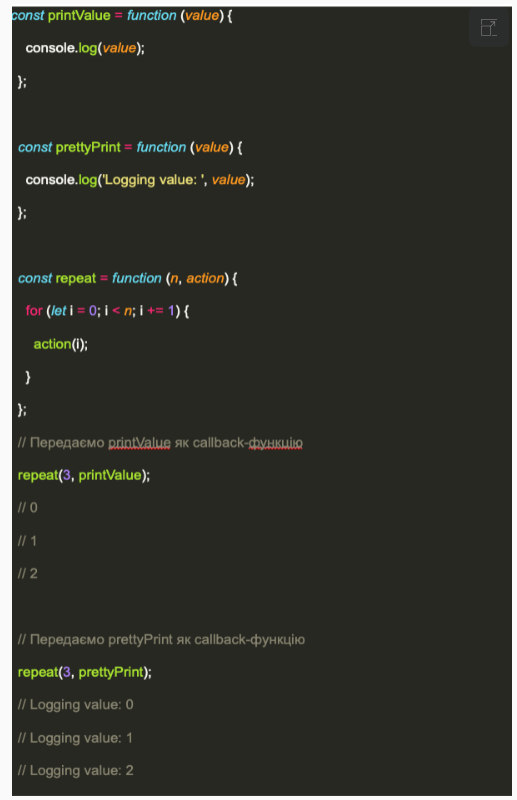 const printValue = function (value) {
console.log(value);
};
const prettyPrint = function (value) {
console.log('Logging value: ', value);
};
const repeat = function (n, action) {
for (let i = 0; i < n; i += 1) {
action(i);
}
};
// Передаємо printValue як callback-функцію
repeat(3, printValue);
// 0
// 1
// 2
// Передаємо prettyPrint як callback-функцію
repeat(3, prettyPrint);
// Logging value: 0
// Logging value: 1
// Logging value: 2